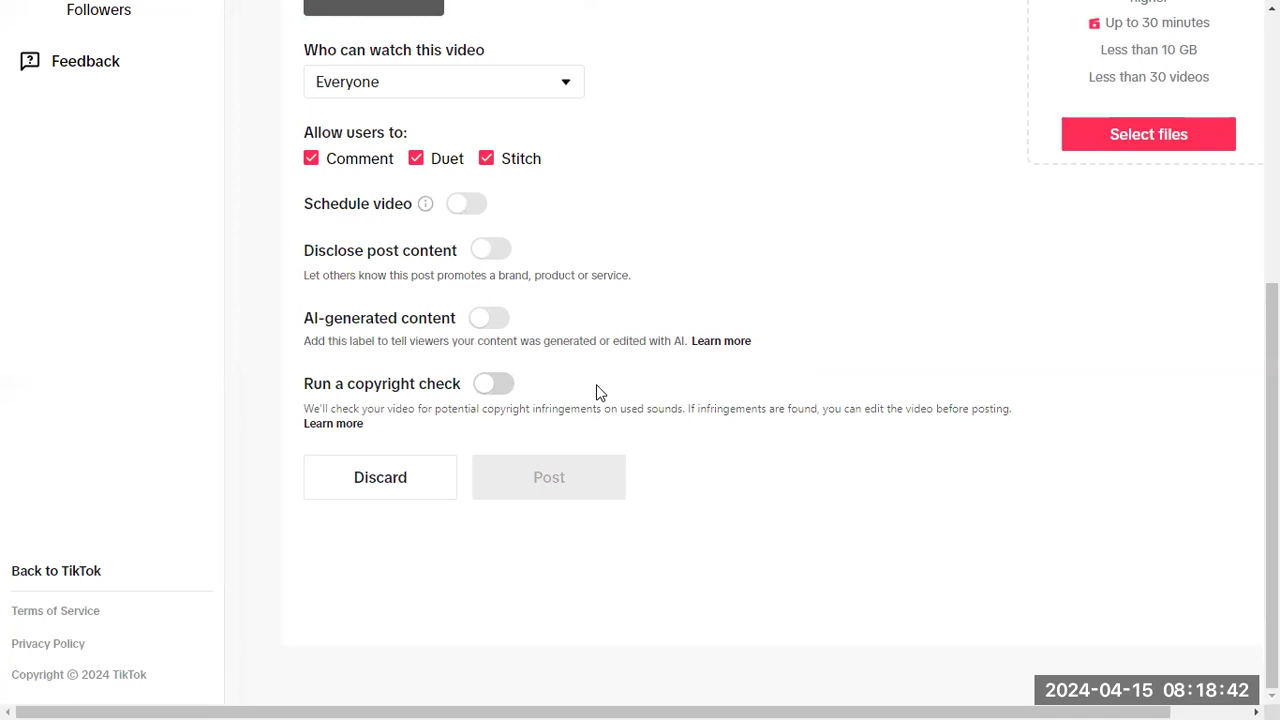 Followers
Feedback
Back to TikTok
Terms of Service
Privacy Policy
Copyright © 2024 TikTok
Who can watch this video
Everyone
Allow users to:
Comment Duet Stitch
Schedule video
Disclose post content
Let others know this post promotes a brand, product or service.
AI-generated content
Add this label to tell viewers your content was generated or edited with AI. Learn more
Run a copyright check
We'll check your video for potential copyright infringements on used sounds. If infringements are found, you can edit the video before posting.
Learn more
Discard Post
higher
Up to 30 minutes
Less than 10 GB
Less than 30 videos
Select files
2024-04-15 08:18:42